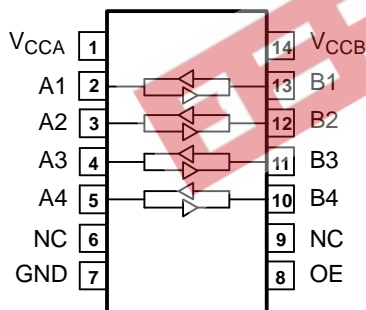 VCCA 1 14 VCCB
A1 2 13 B1
A2 3 12 B2
A3 4 11 B3
A4 5 10 B4
NC 6 9 NC
GND 7 8 OE